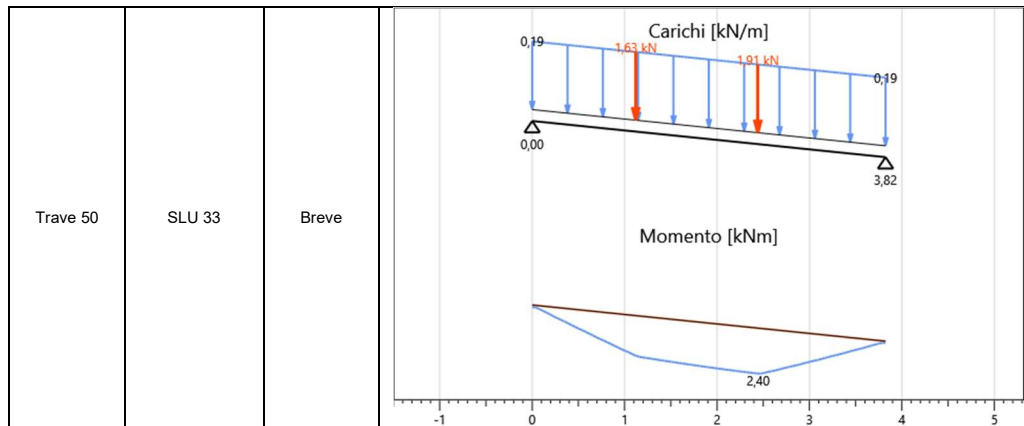 Trave 50
SLU 33
Breve
Carichi [kN/m]
0,19
1,63 kN
1,91 kN
0,19
0,00
3,82
Momento [kNm]
2,40
-1 0 1 2 3 4 5